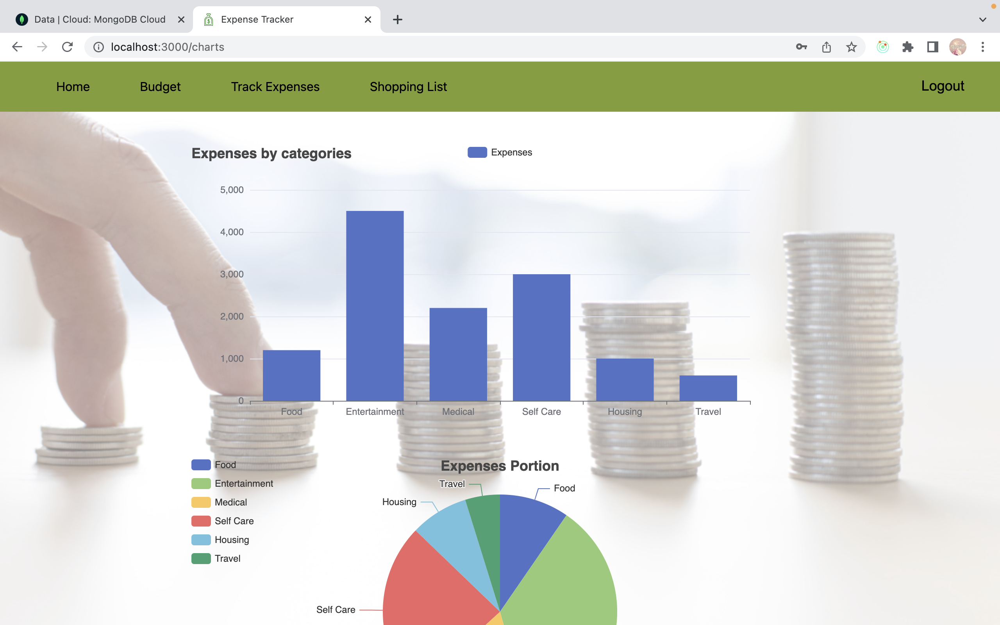 Data | Cloud: MongoDB Cloud
Expense Tracker
localhost:3000/charts
Home Budget Track Expenses Shopping List Logout
Expenses by categories
Expenses
5,000
4,000
3,000
2,000
1,000
0
Food Entertainment Medical Self Care Housing Travel
Food
Entertainment
Medical
Self Care
Housing
Travel
Expenses Portion
Travel
Food
Housing
Self Care